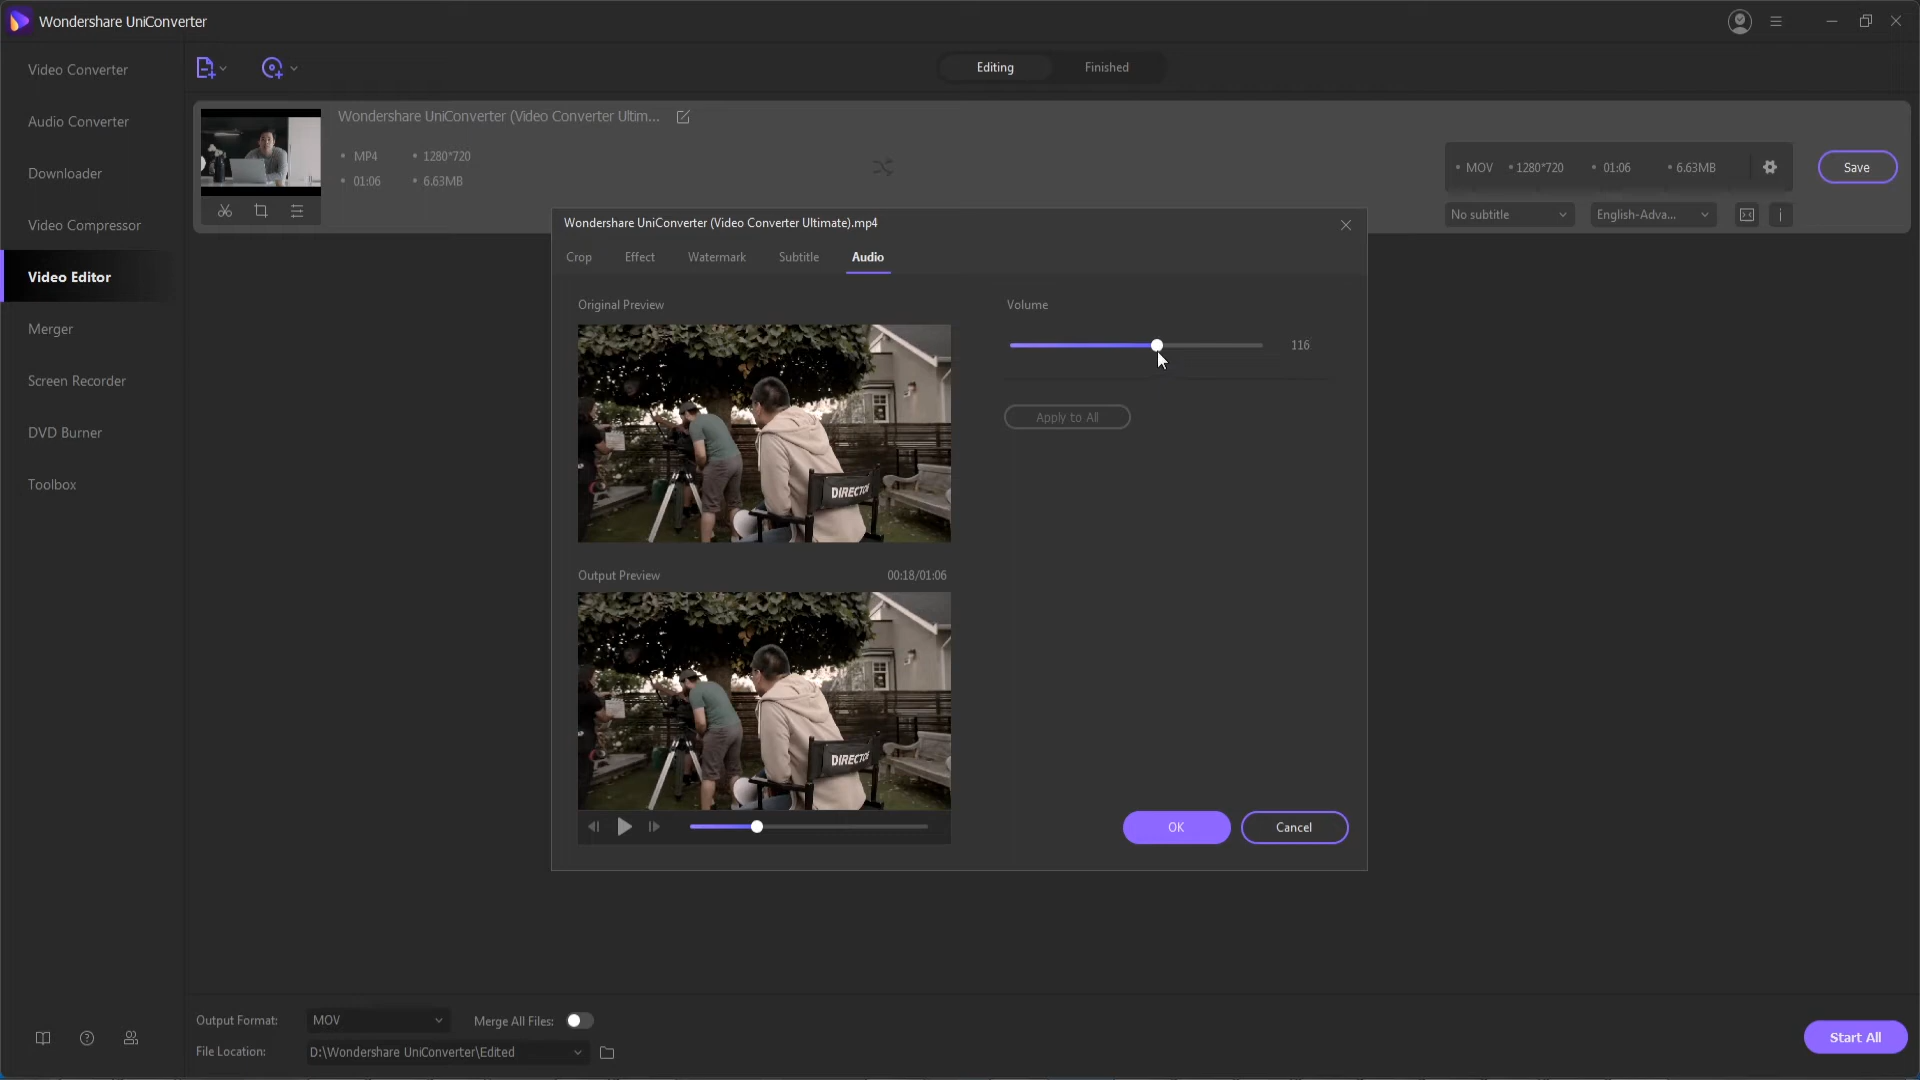 Wondershare UniConverter
Video Converter
Audio Converter
Downloader
Video Compressor
Video Editor
Merger
Screen Recorder
DVD Burner
Toolbox
Editing
Finished
Wondershare UniConverter (Video Converter Ultim...
• MP4 • 1280*720
• 01:06 • 6.63MB
• MOV • 1280*720 • 01:06 • 6.63MB
Save
No subtitle
English-Adva...
Wondershare UniConverter (Video Converter Ultimate).mp4
Crop
Effect
Watermark
Subtitle
Audio
Original Preview
DIRECTOR
Output Preview
00:18/01:06
DIRECTOR
Volume
116
Apply to All
OK
Cancel
Output Format:
MOV
Merge All Files:
File Location:
D:\Wondershare UniConverter\Edited
Start All